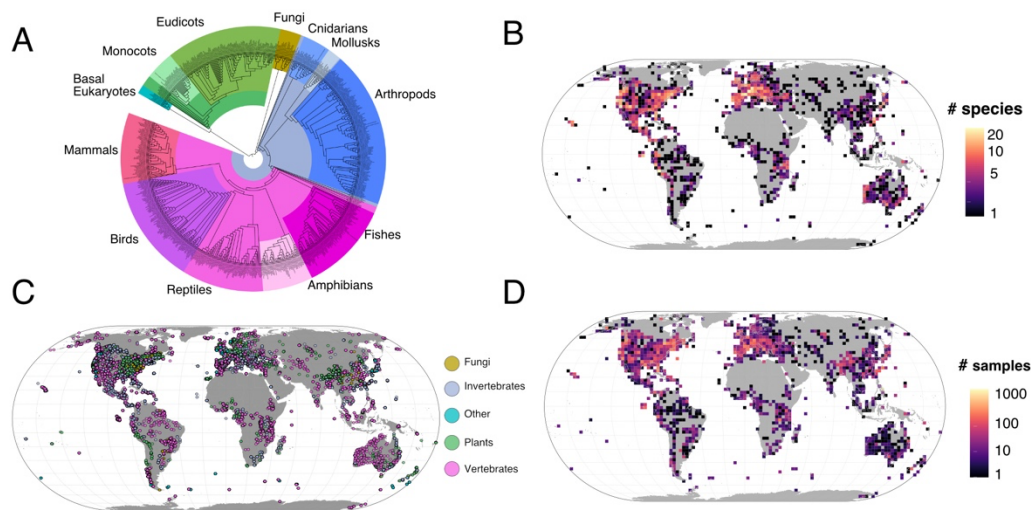 A
Eudicots
Fungi
Cnidarians
Mollusks
Monocots
Basal
Eukaryotes
Arthropods
Mammals
Birds
Fishes
Reptiles
Amphibians
B
# species
20
10
5
1
C
Fungi
Invertebrates
Other
Plants
Vertebrates
D
# samples
1000
100
10
1